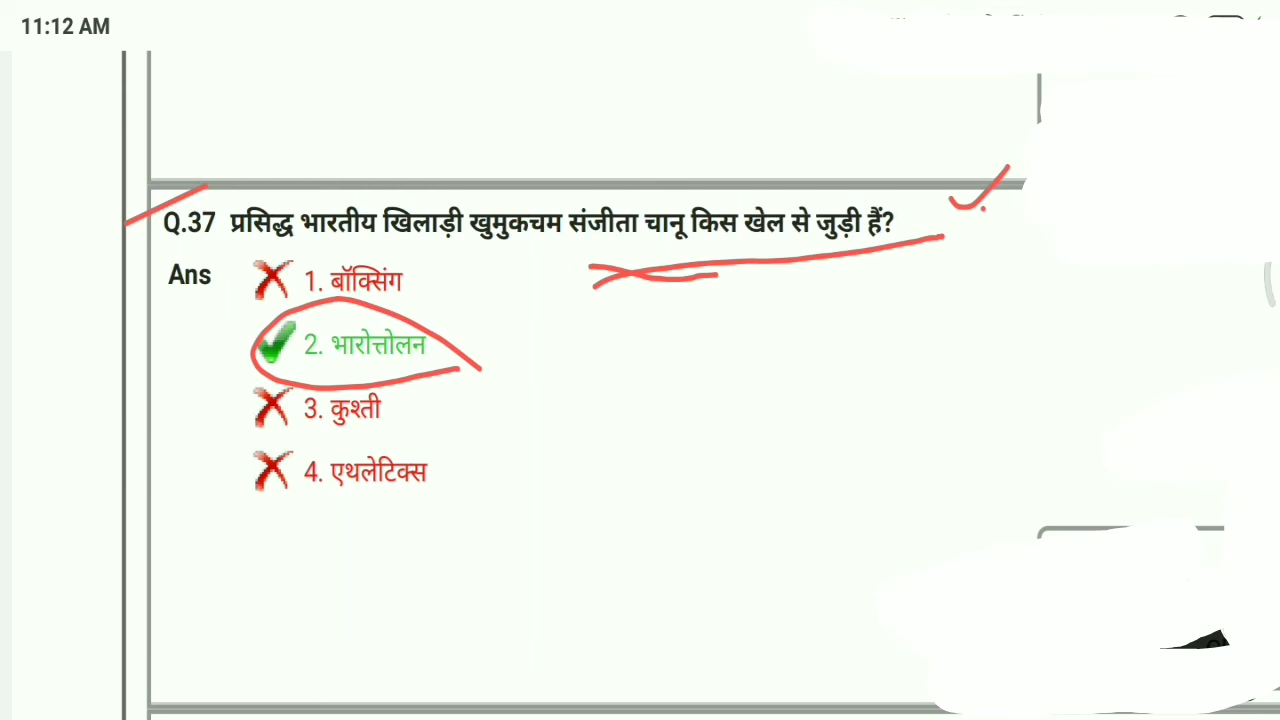 11:12 AM
Q.37 प्रसिद्ध भारतीय खिलाड़ी खुमुकचम संजीता चानू किस खेल से जुड़ी हैं?
Ans 1. बॉक्सिंग
2. भारोत्तोलन
3. कुश्ती
4. एथलेटिक्स